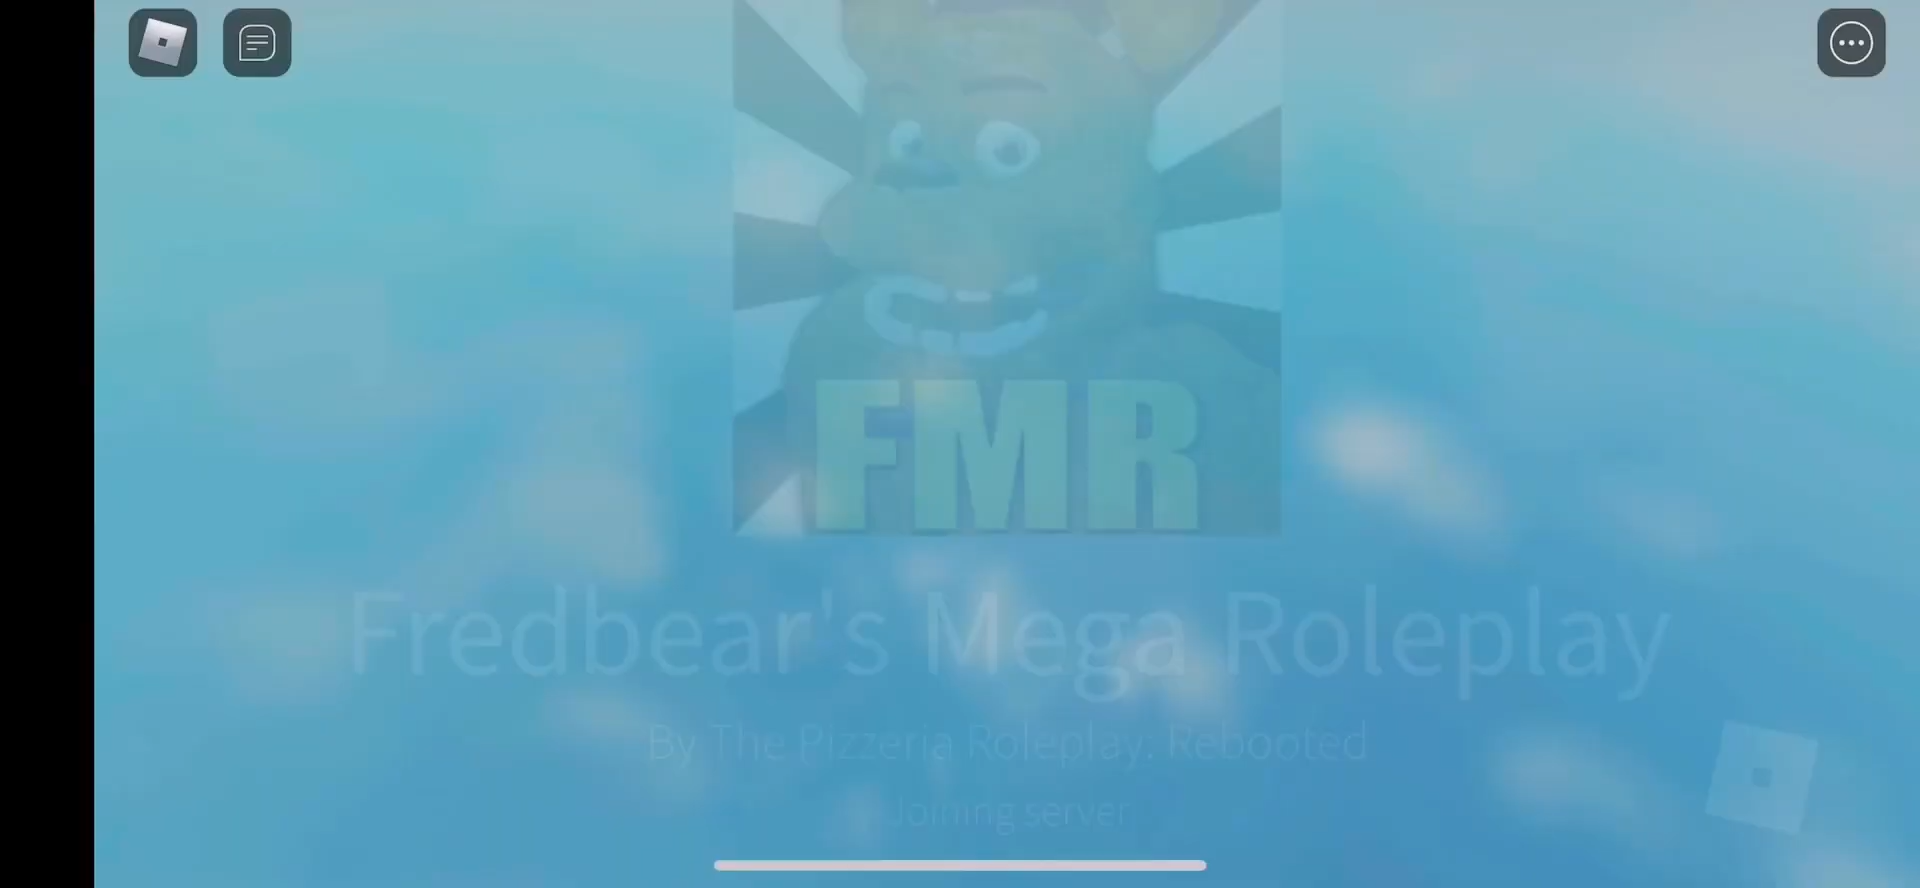 FMR
Fredbear's Mega Roleplay
By The Pizzeria Roleplay: Rebooted
Joining server